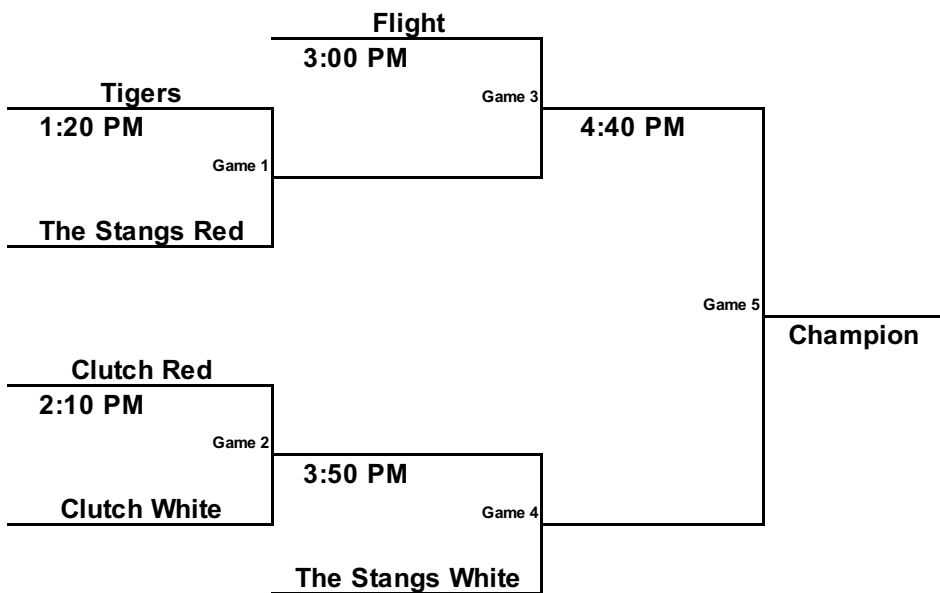 Flight
3:00 PM
Game 3
Tigers
1:20 PM
4:40 PM
Game 1
The Stangs Red
Game 5
Champion
Clutch Red
2:10 PM
Game 2
3:50 PM
Clutch White
Game 4
The Stangs White